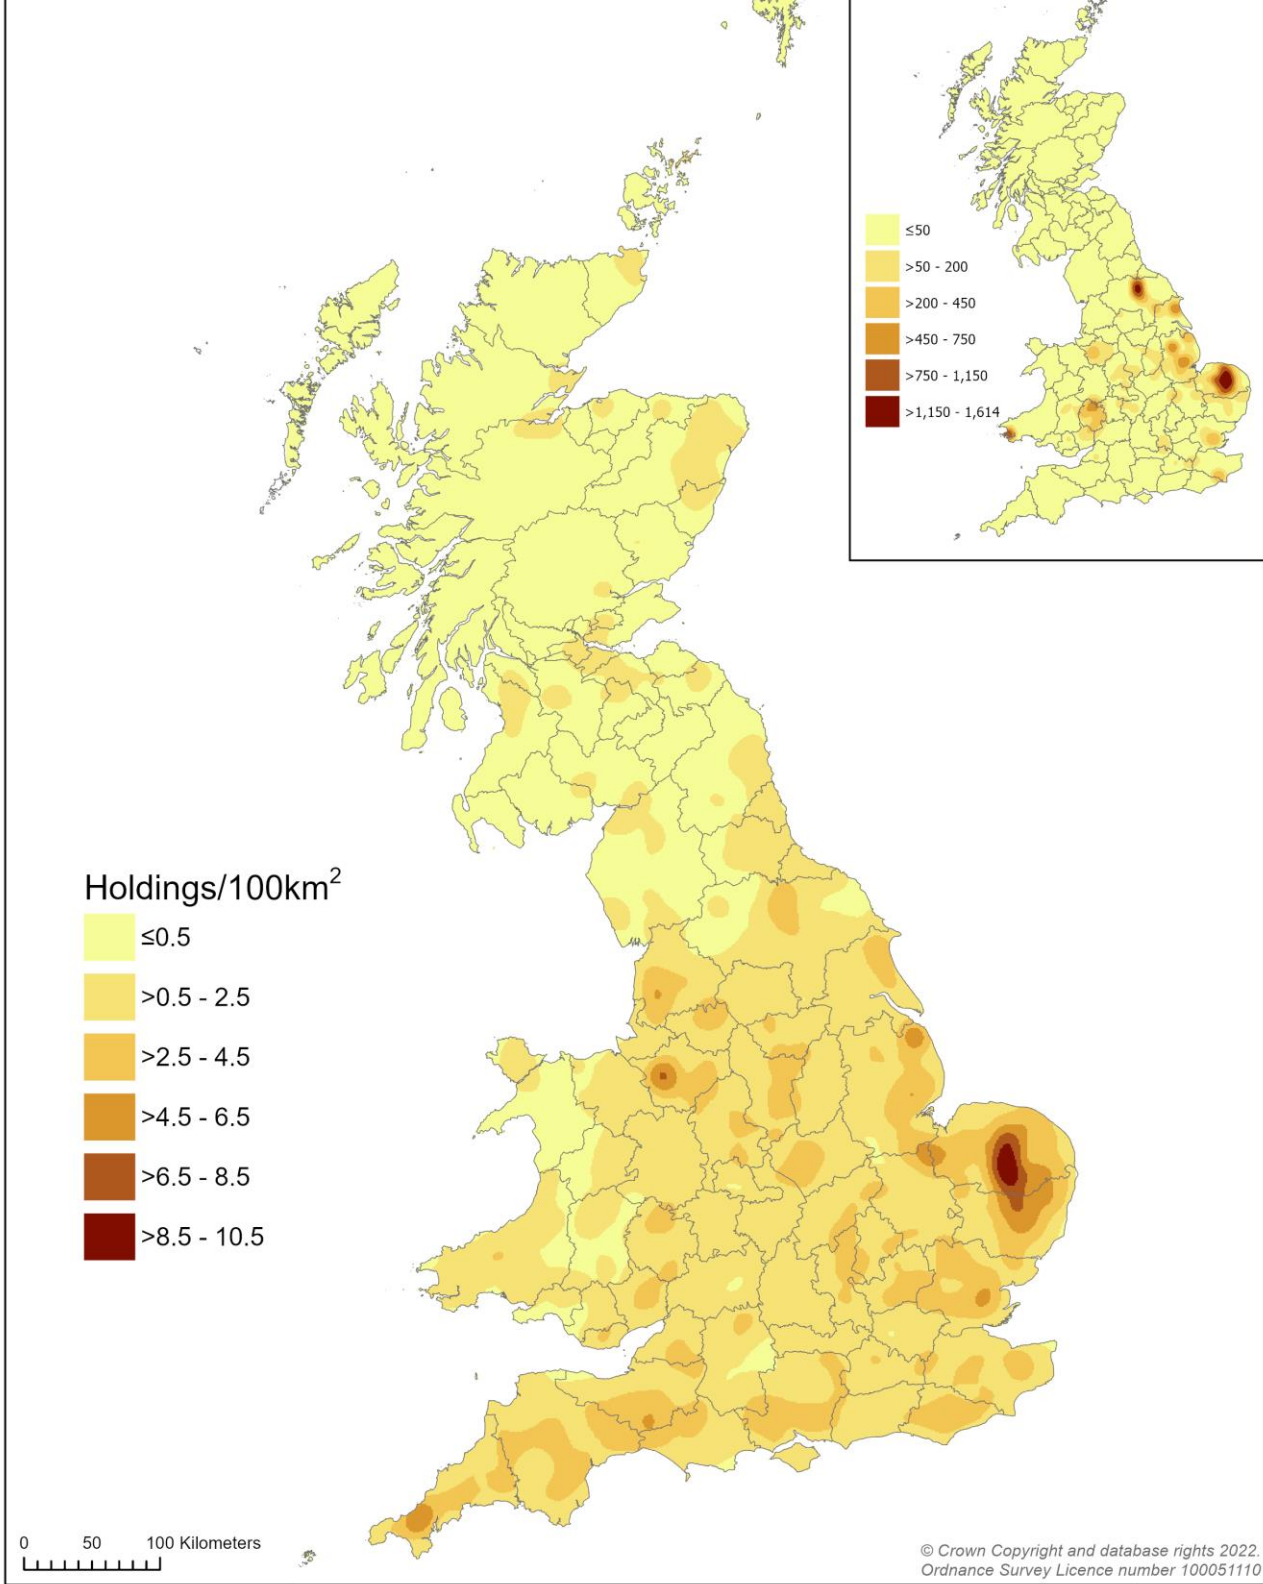 ≤50
>50 - 200
>200 - 450
>450 - 750
>750 - 1,150
>1,150 - 1,614
Holdings/100km²
≤0.5
>0.5 - 2.5
>2.5 - 4.5
>4.5 - 6.5
>6.5 - 8.5
>8.5 - 10.5
0 50 100 Kilometers
© Crown Copyright and database rights 2022.
Ordnance Survey Licence number 100051110